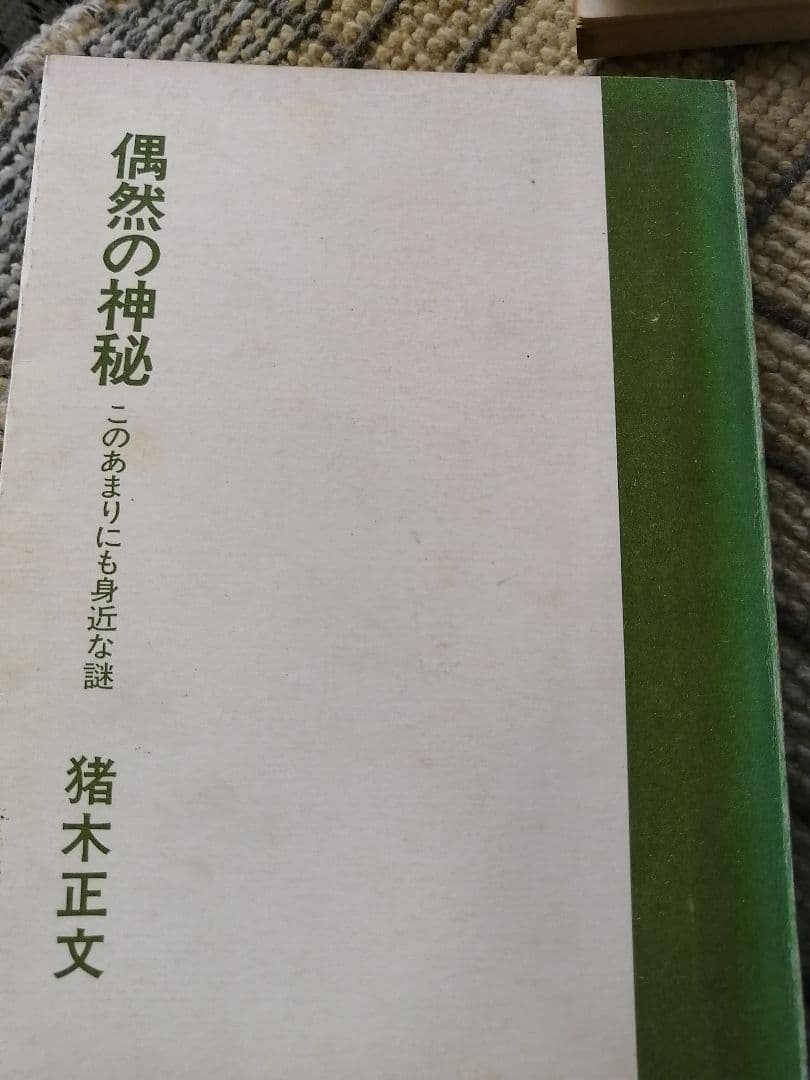 偶然の神秘
このあまりにも身近な謎
猪木正文